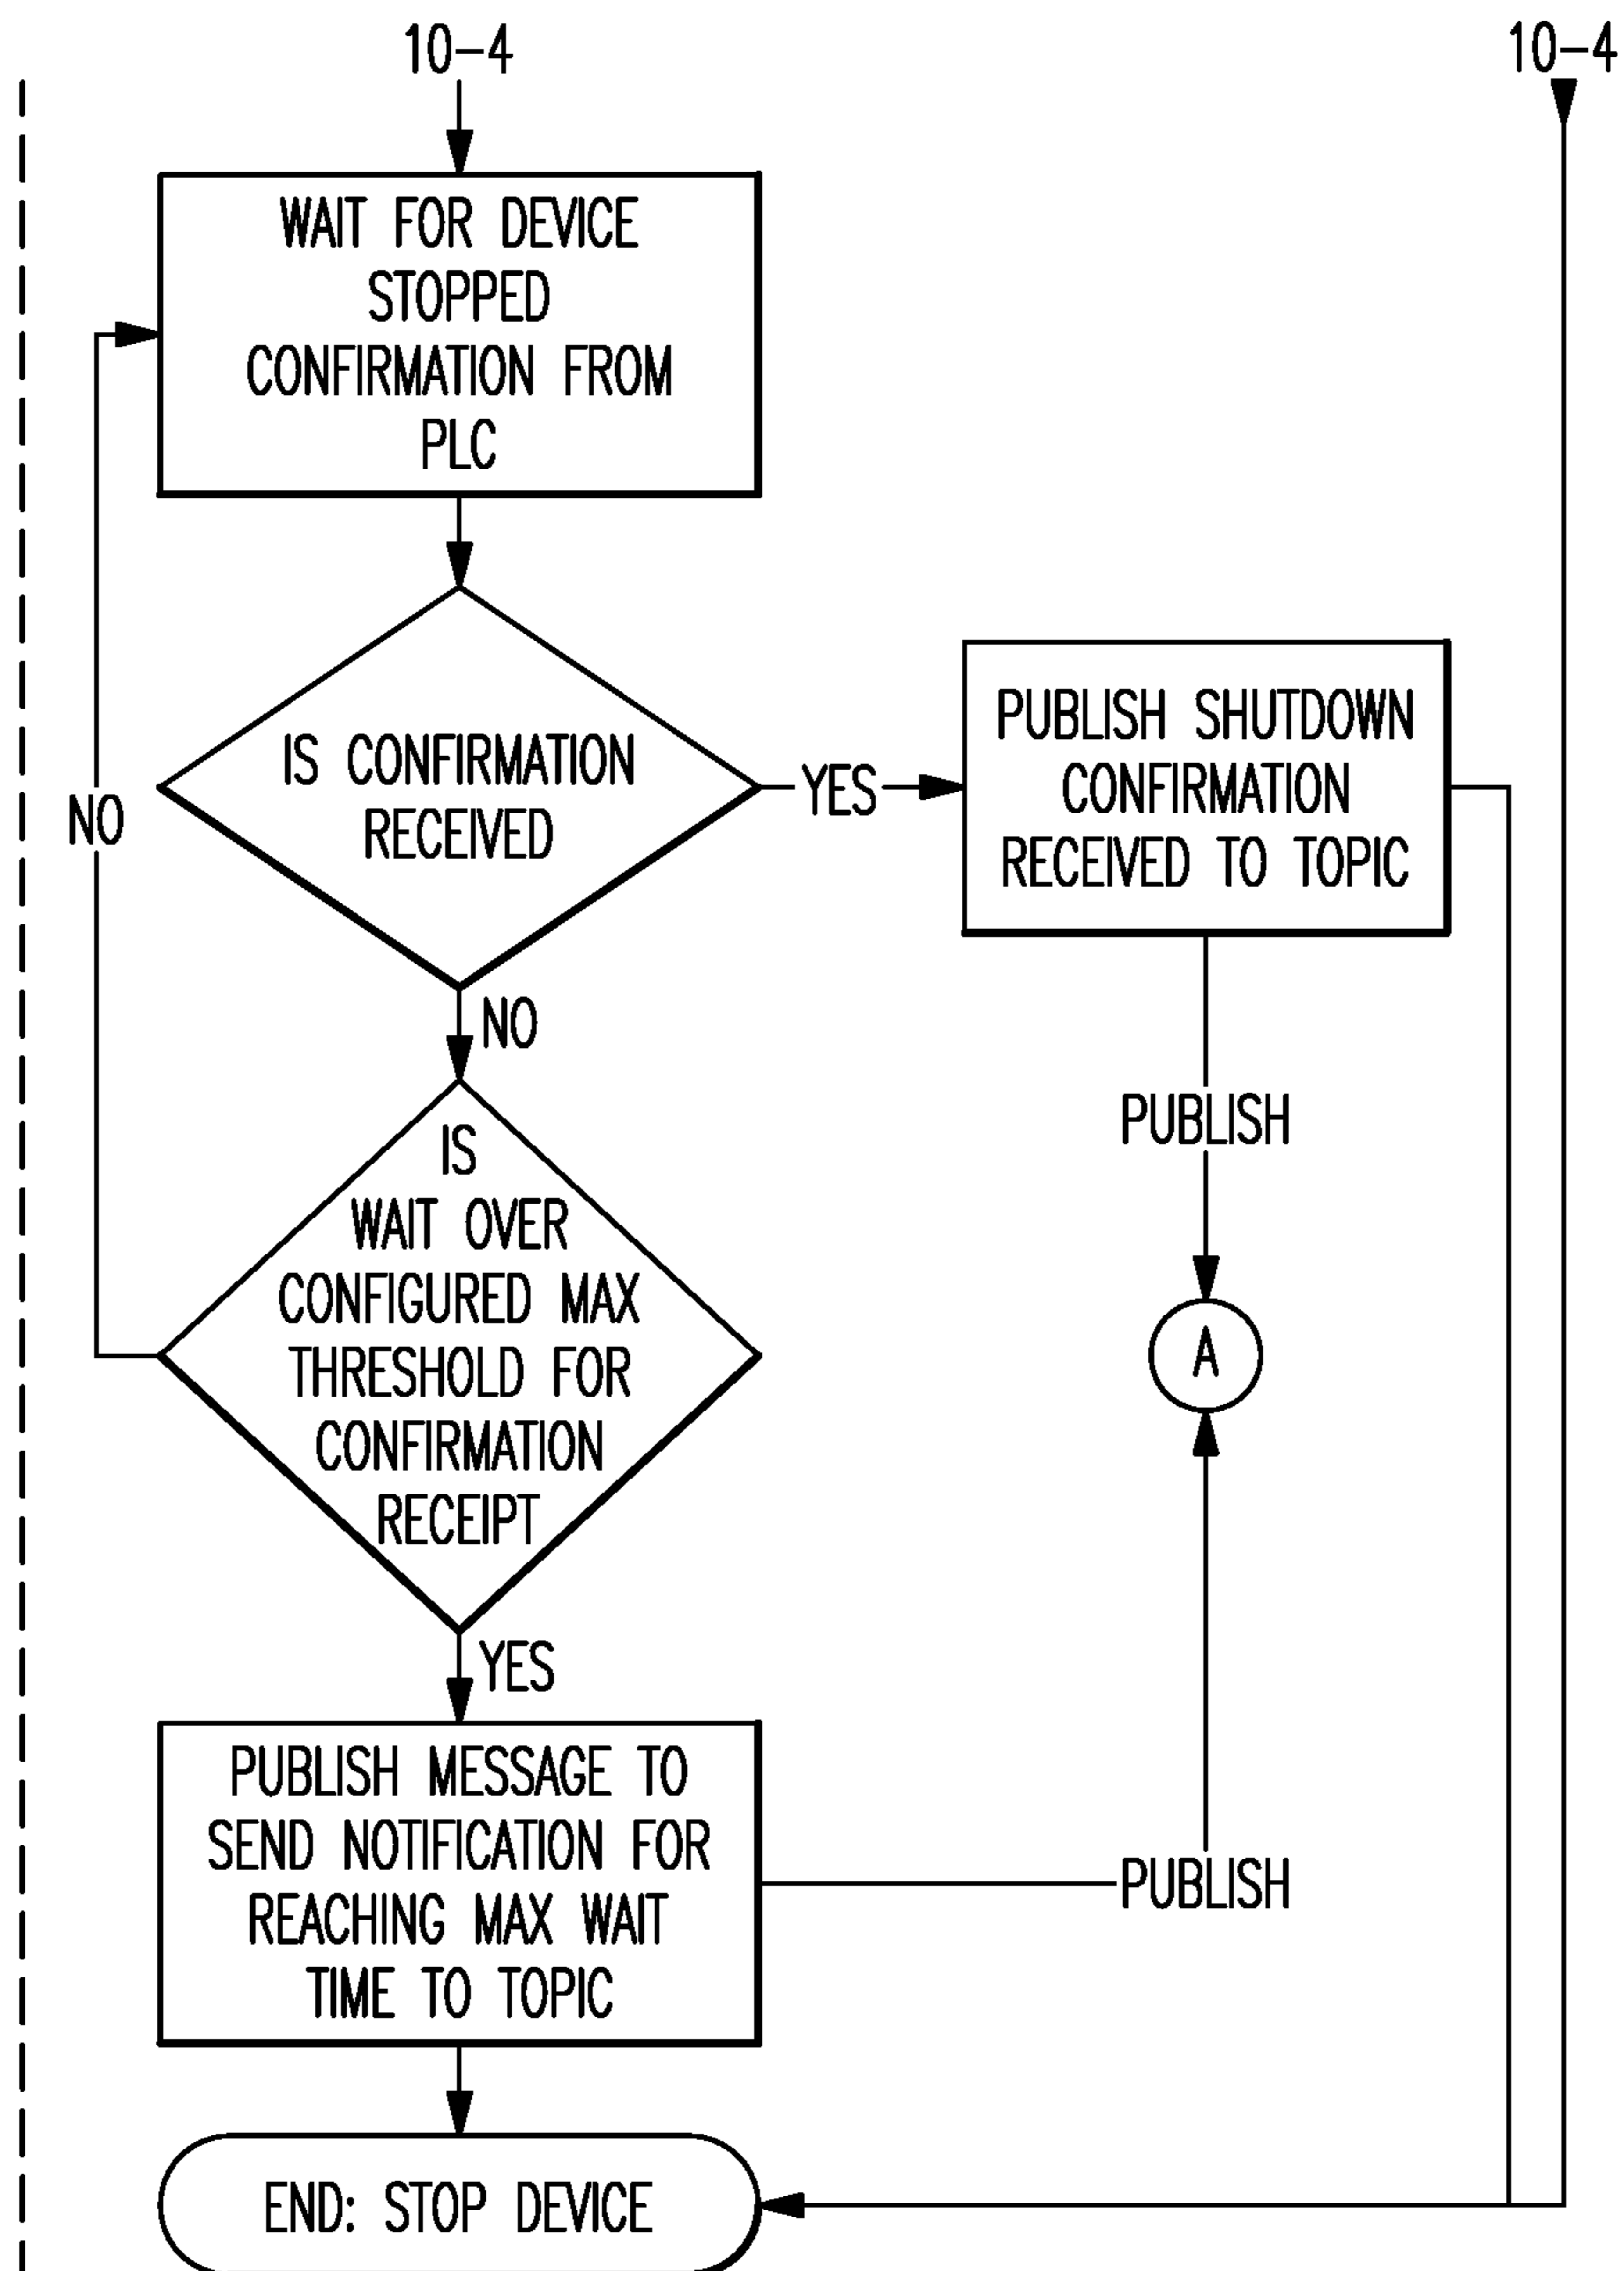 10-4
10-4
WAIT FOR DEVICE
STOPPED
CONFIRMATION FROM
PLC
IS CONFIRMATION
RECEIVED
YES
PUBLISH SHUTDOWN
CONFIRMATION
RECEIVED TO TOPIC
NO
NO
PUBLISH
IS
WAIT OVER
CONFIGURED MAX
THRESHOLD FOR
CONFIRMATION
RECEIPT
A
YES
PUBLISH MESSAGE TO
SEND NOTIFICATION FOR
REACHING MAX WAIT
TIME TO TOPIC
PUBLISH
END: STOP DEVICE